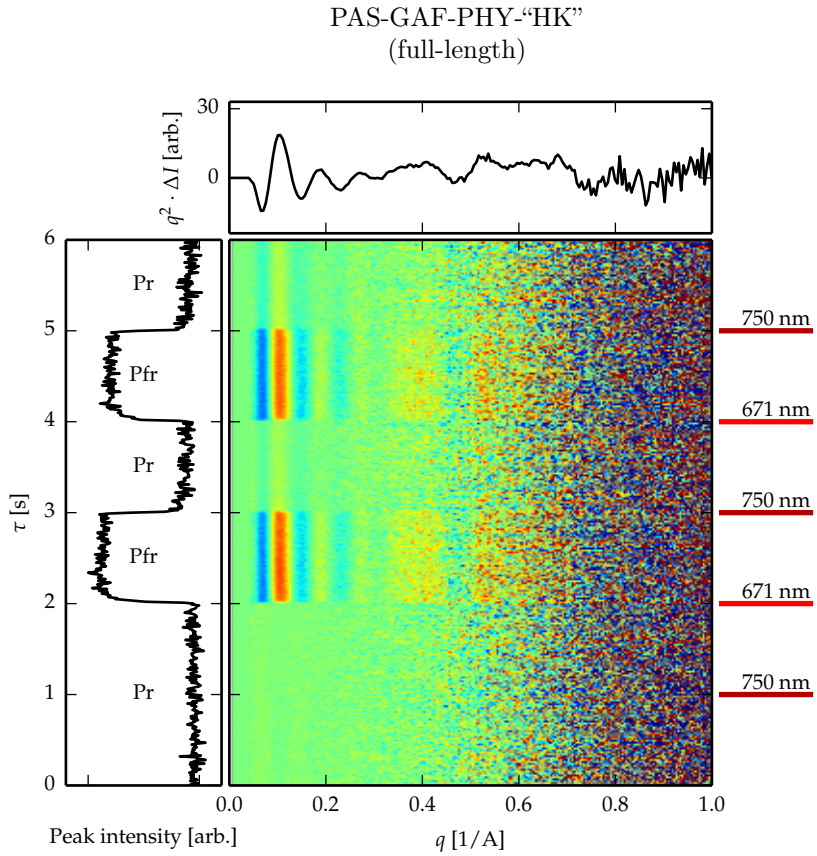 PAS-GAF-PHY-“HK”
(full-length)
30
0
q² · ΔI [arb.]
6
5
4
3
2
1
0
τ [s]
Pr
Pfr
Pr
Pfr
Pr
750 nm
671 nm
750 nm
671 nm
750 nm
0.0 0.2 0.4 0.6 0.8 1.0
Peak intensity [arb.]
q [1/A]